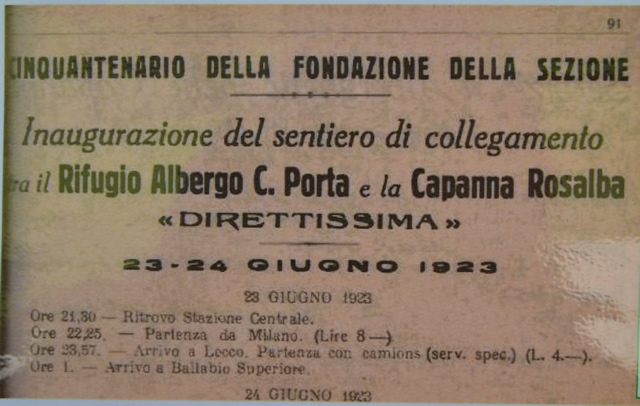 91
CINQUANTENARIO DELLA FONDAZIONE DELLA SEZIONE
Inaugurazione del sentiero di collegamento
tra il Rifugio Albergo C. Porta e la Capanna Rosalba
«DIRETTISSIMA»
23-24 GIUGNO 1923
23 GIUGNO 1923
Ore 21,30 — Ritrovo Stazione Centrale.
Ore 22,25. — Partenza da Milano. (Lire 8—)
Ore 23,57. — Arrivo a Lecco. Partenza con camions (serv. spec.) (L. 4.—).
Ore 1. — Arrivo a Ballabio Superiore.
24 GIUGNO 1923